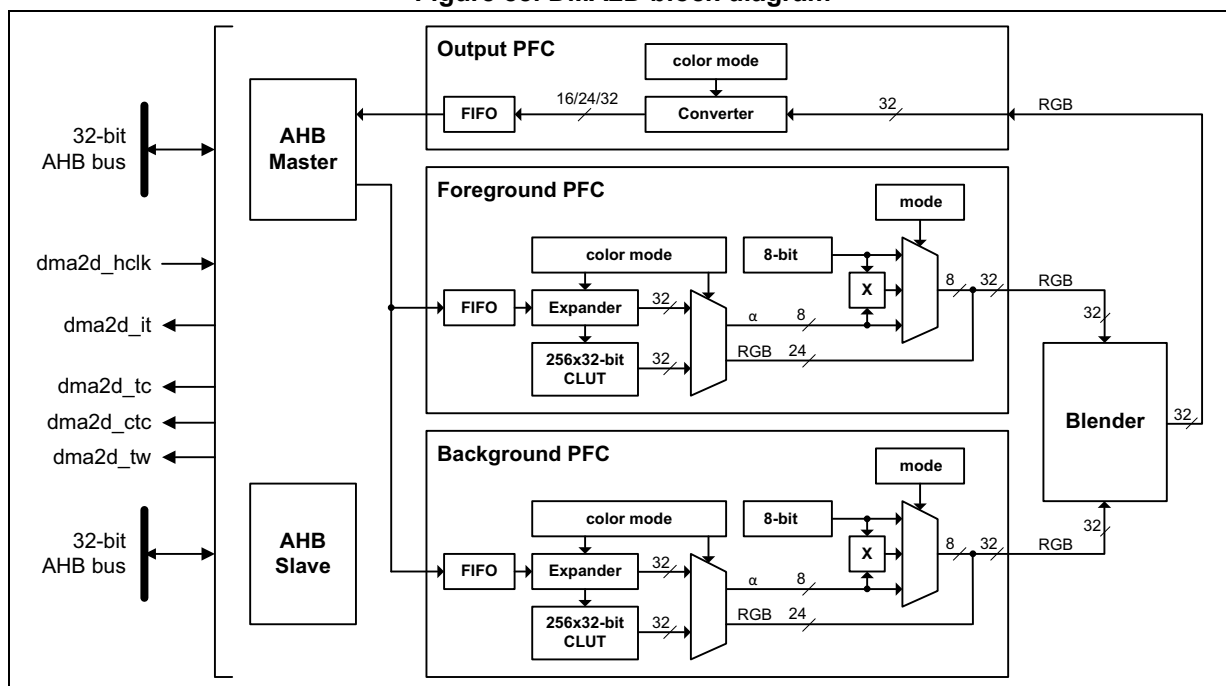 Output PFC
color mode
16/24/32
FIFO
Converter
32
RGB
AHB
Master
32-bit
AHB bus
Foreground PFC
mode
color mode
8-bit
dma2d_hclk
X
8
32
RGB
FIFO
Expander
32
α
8
32
dma2d_it
256x32-bit
CLUT
32
RGB
24
dma2d_tc
dma2d_ctc
dma2d_tw
Blender
32
Background PFC
mode
color mode
8-bit
32-bit
AHB bus
AHB
Slave
X
8
32
RGB
32
FIFO
Expander
32
α
8
256x32-bit
CLUT
32
RGB
24